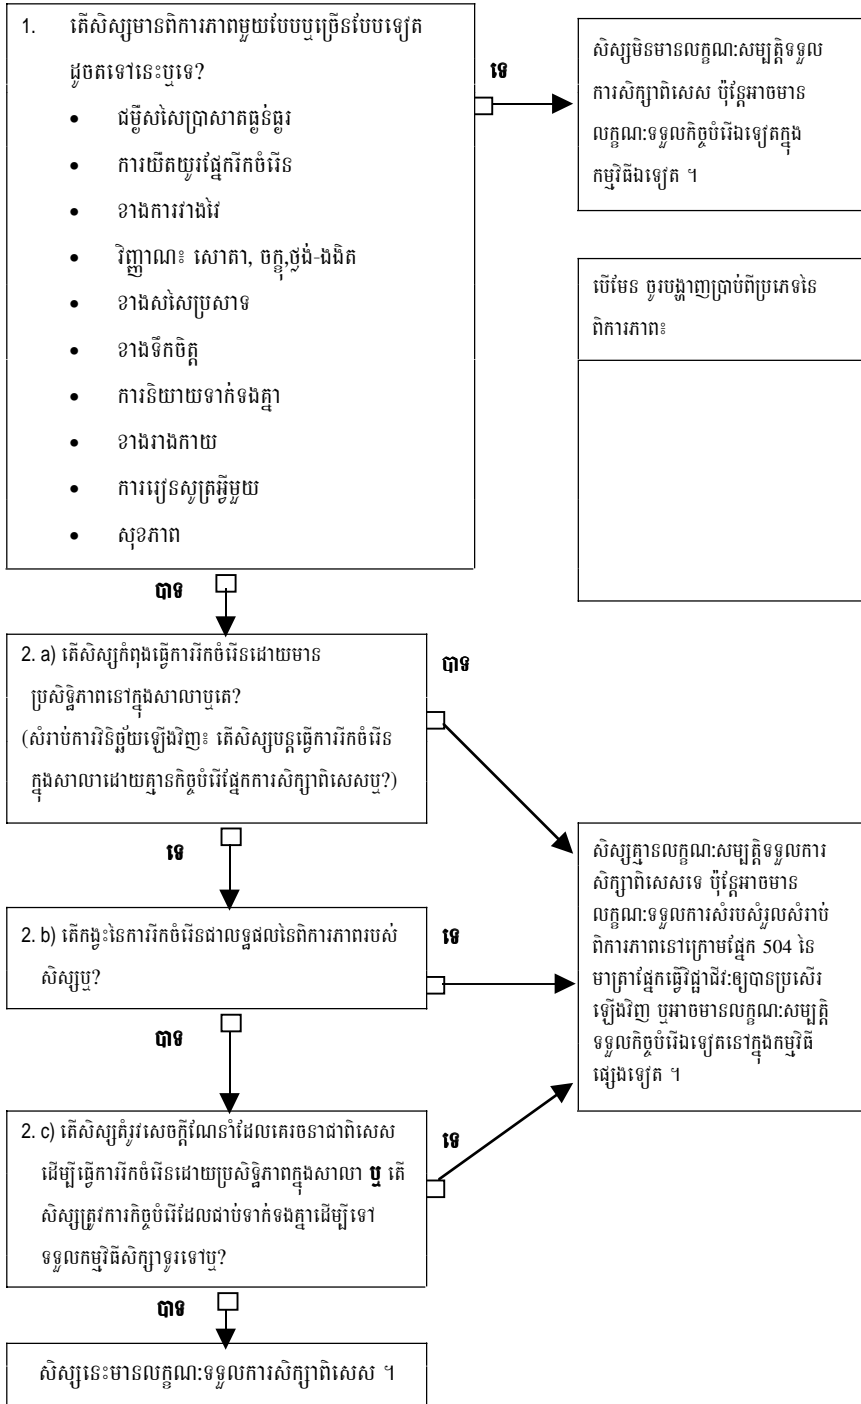 1. តើសិស្សមានពិការភាពមួយបែបឬច្រើនបែបទៀត
ដូចតទៅនេះឬទេ?
• ជម្ងឺសសៃប្រាសាតធ្ងន់ធ្ងរ
• ការយឺតយូរផ្នែករីកចំរើន
• ខាងការវាងវៃ
• វិញ្ញាណ៖ សោតា, ចក្ខុ,ថ្លង់-ងងិត
• ខាងសសៃប្រសាទ
• ខាងទឹកចិត្ត
• ការនិយាយទាក់ទងគ្នា
• ខាងរាងកាយ
• ការរៀនសូត្រអ្វីមួយ
• សុខភាព
ទេ
សិស្សមិនមានលក្ខណៈសម្បត្តិទទួល
ការសិក្សាពិសេស ប៉ុន្តែអាចមាន
លក្ខណៈទទួលកិច្ចបំរើឯទៀតក្នុង
កម្មវិធីឯទៀត ។
បើមែន ចូរបង្ហាញប្រាប់ពីប្រភេទនៃ
ពិការភាព៖
បាទ
2. a) តើសិស្សកំពុងធ្វើការរីកចំរើនដោយមាន
ប្រសិទ្ធិភាពនៅក្នុងសាលាឬតេ?
(សំរាប់ការវិនិច្ឆ័យឡើងវិញ៖ តើសិស្សបន្តធ្វើការរីកចំរើន
ក្នុងសាលាដោយគ្មានកិច្ចបំរើផ្នែកការសិក្សាពិសេសឬ?)
បាទ
ទេ
សិស្សគ្មានលក្ខណៈសម្បត្តិទទួលការ
សិក្សាពិសេសទេ ប៉ុន្តែអាចមាន
លក្ខណៈទទួលការសំរបសំរួលសំរាប់
ពិការភាពនៅក្រោមផ្នែក 504 នៃ
មាត្រាផ្នែកធ្វើវិជ្ជាជីវៈឲ្យបានប្រសើរ
ឡើងវិញ ឬអាចមានលក្ខណៈសម្បត្តិ
ទទួលកិច្ចបំរើឯទៀតនៅក្នុងកម្មវិធី
ផ្សេងទៀត ។
2. b) តើកង្វះនៃការរីកចំរើនជាលទ្ធផលនៃពិការភាពរបស់
សិស្សឬ?
ទេ
បាទ
2. c) តើសិស្សតំរូវសេចក្តីណែនាំដែលគេរចនាជាពិសេស
ដើម្បីធ្វើការរីកចំរើនដោយប្រសិទ្ធិភាពក្នុងសាលា ឬ តើ
សិស្សត្រូវការកិច្ចបំរើដែលជាប់ទាក់ទងគ្នាដើម្បីទៅ
ទទួលកម្មវិធីសិក្សាទូរទៅឬ?
ទេ
បាទ
សិស្សនេះមានលក្ខណៈទទួលការសិក្សាពិសេស ។